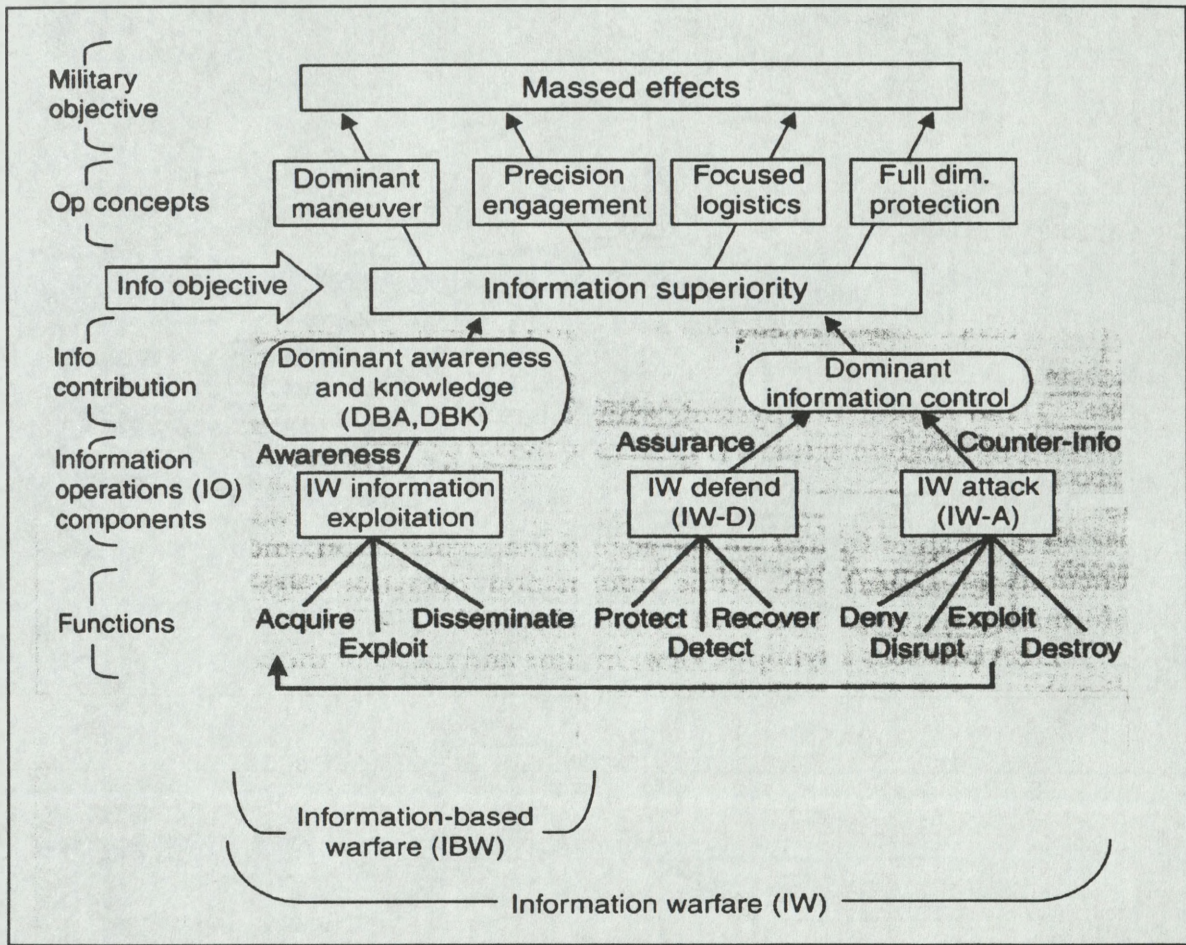 Military
objective
Massed effects
Op concepts
Dominant
maneuver
Precision
engagement
Focused
logistics
Full dim.
protection
Info objective
Information superiority
Info
contribution
Dominant awareness
and knowledge
(DBA,DBK)
Dominant
information control
Information
operations (IO)
components
Awareness
Assurance
Counter-Info
IW information
exploitation
IW defend
(IW-D)
IW attack
(IW-A)
Functions
Acquire
Exploit
Disseminate
Protect
Detect
Recover
Deny
Disrupt
Exploit
Destroy
Information-based
warfare (IBW)
Information warfare (IW)